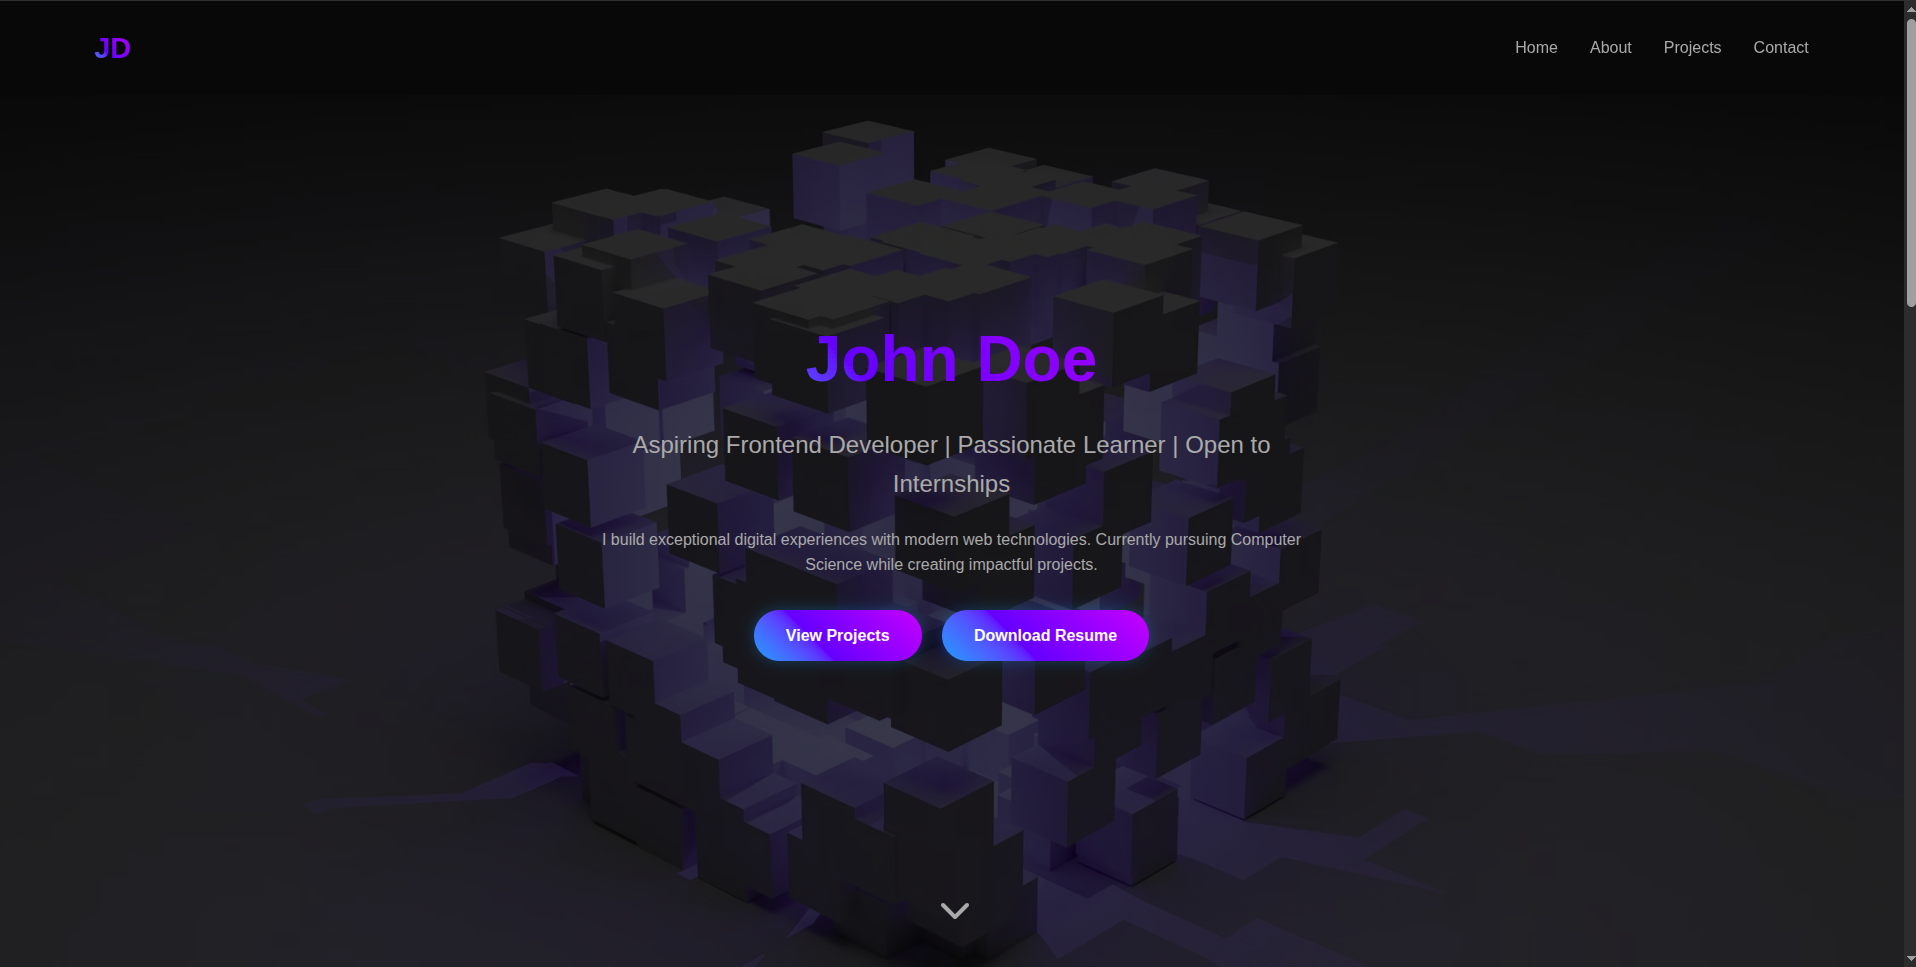 JD
Home About Projects Contact
John Doe
Aspiring Frontend Developer | Passionate Learner | Open to
Internships
I build exceptional digital experiences with modern web technologies. Currently pursuing Computer
Science while creating impactful projects.
View Projects Download Resume